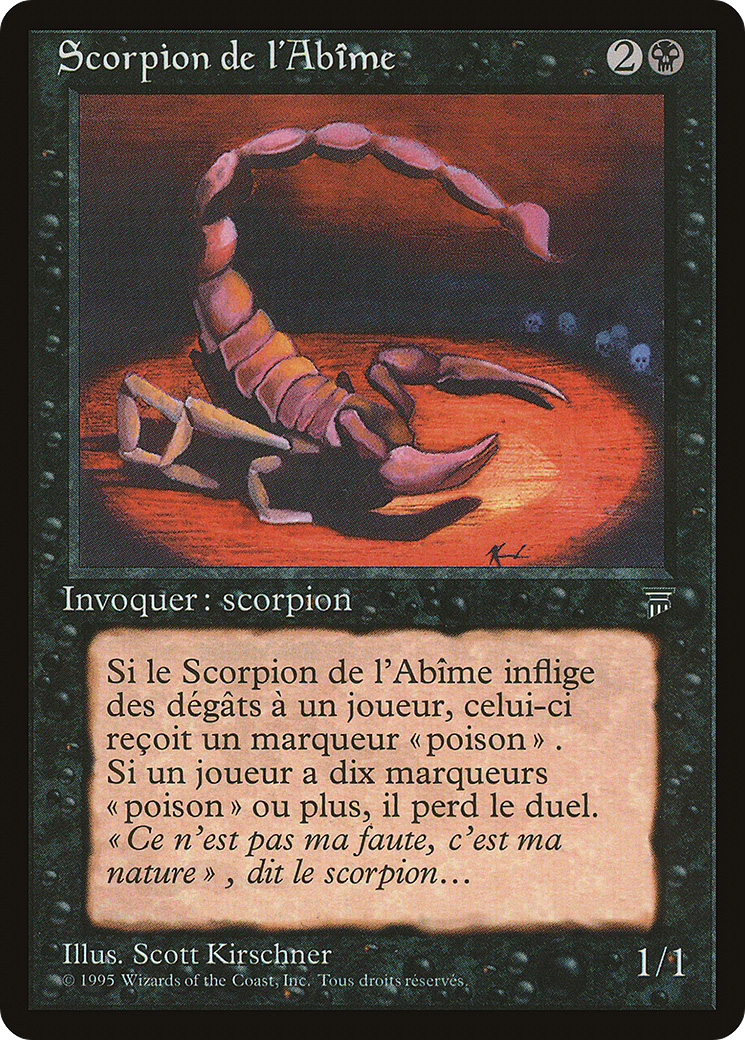 Scorpion de l'Abîme
2
Invoquer : scorpion
Si le Scorpion de l'Abîme inflige
des dégâts à un joueur, celui-ci
reçoit un marqueur «poison» .
Si un joueur a dix marqueurs
«poison» ou plus, il perd le duel.
«Ce n'est pas ma faute, c'est ma
nature» , dit le scorpion...
Illus. Scott Kirschner
1/1
© 1995 Wizards of the Coast, Inc. Tous droits réservés.